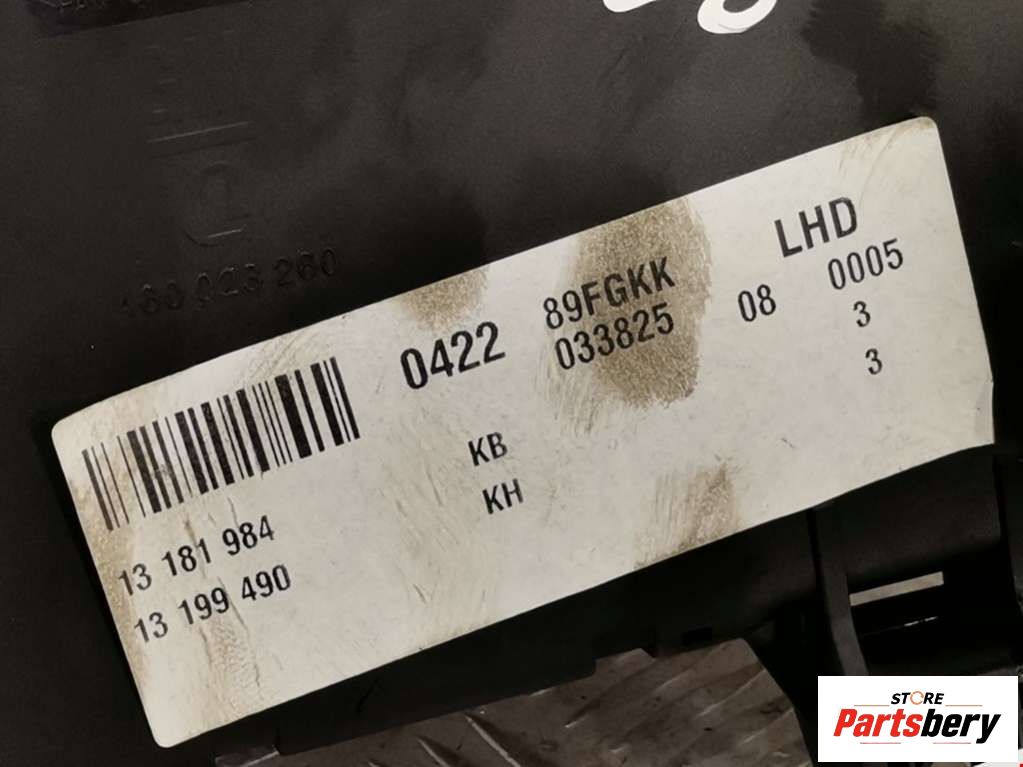 LHD
0422 89FGKK 08 0005
033825 3
3
KB
KH
13 181 984
13 199 490
STORE
Partsbery